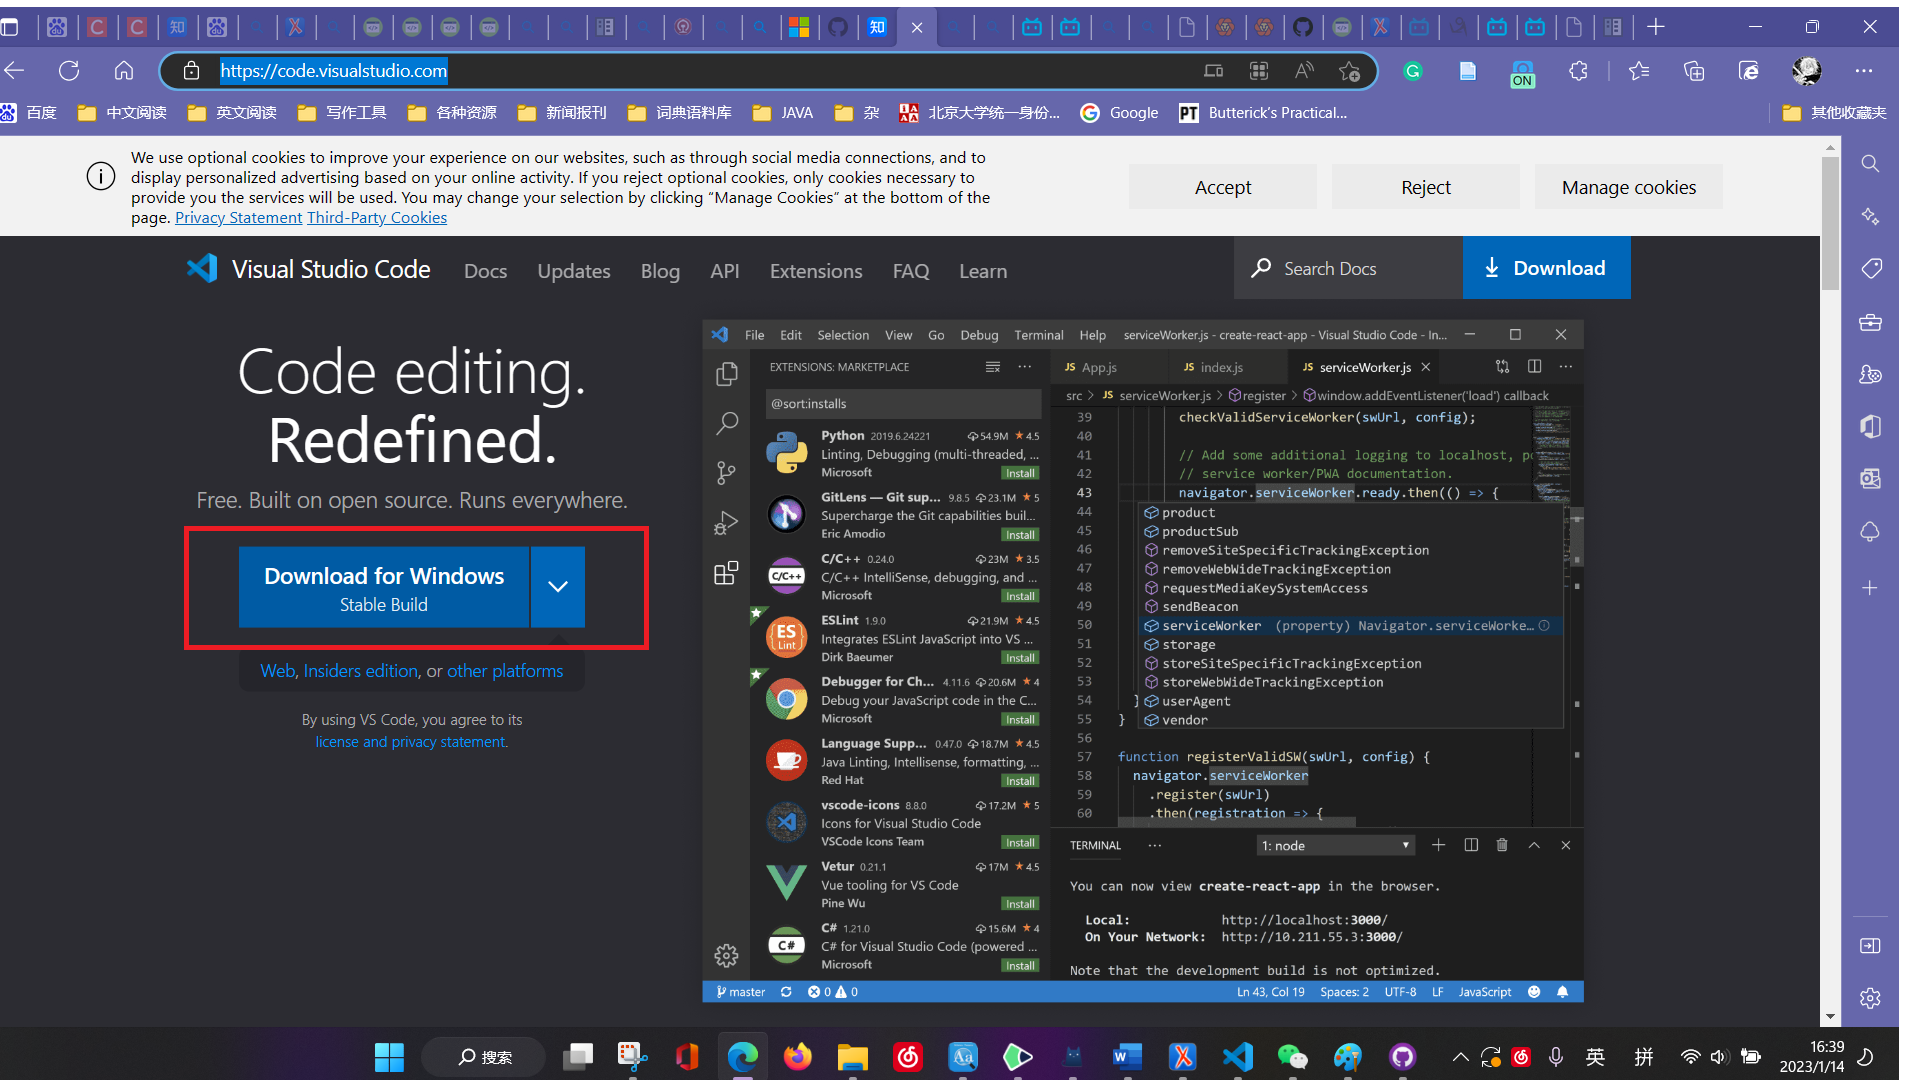 知
知
https://code.visualstudio.com
ON
百度 中文阅读 英文阅读 写作工具 各种资源 新闻报刊 词典语料库 JAVA 杂 北京大学统一身份... Google PT Butterick's Practical... 其他收藏夹
We use optional cookies to improve your experience on our websites, such as through social media connections, and to
display personalized advertising based on your online activity. If you reject optional cookies, only cookies necessary to
provide you the services will be used. You may change your selection by clicking “Manage Cookies” at the bottom of the
page. Privacy Statement Third-Party Cookies
Accept Reject Manage cookies
Visual Studio Code Docs Updates Blog API Extensions FAQ Learn Search Docs Download
Code editing.
Redefined.
Free. Built on open source. Runs everywhere.
Download for Windows
Stable Build
Web, Insiders edition, or other platforms
By using VS Code, you agree to its
license and privacy statement.
File Edit Selection View Go Debug Terminal Help serviceWorker.js - create-react-app - Visual Studio Code - In...
EXTENSIONS: MARKETPLACE
@sort:installs
Python 2019.6.24221 54.9M 4.5
Linting, Debugging (multi-threaded, ...
Microsoft Install
GitLens — Git sup... 9.8.5 23.1M 5
Supercharge the Git capabilities buil...
Eric Amodio Install
C/C++ 0.24.0 23M 3.5
C/C++ C/C++ IntelliSense, debugging, and ...
Microsoft Install
ESLint 1.9.0 21.9M 4.5
ES Lint Integrates ESLint JavaScript into VS ...
Dirk Baeumer Install
Debugger for Ch... 4.11.6 20.6M 4
Debug your JavaScript code in the C...
Microsoft Install
Language Supp... 0.47.0 18.7M 4.5
Java Linting, Intellisense, formatting, ...
Red Hat Install
vscode-icons 8.8.0 17.2M 5
Icons for Visual Studio Code
VSCode Icons Team Install
Vetur 0.21.1 17M 4.5
Vue tooling for VS Code
Pine Wu Install
C# 1.21.0 15.6M 4
C# C# for Visual Studio Code (powered ...
Microsoft Install
JS App.js JS index.js JS serviceWorker.js
src > JS serviceWorker.js > register > window.addEventListener('load') callback
39 checkValidServiceWorker(swUrl, config);
40
41 // Add some additional logging to localhost, po
42 // service worker/PWA documentation.
43 navigator.serviceWorker.ready.then(() => {
44 product
45 productSub
46 removeSiteSpecificTrackingException
47 removeWebWideTrackingException
48 requestMediaKeySystemAccess
49 sendBeacon
50 serviceWorker (property) Navigator.serviceWorke...
51 storage
52 storeSiteSpecificTrackingException
53 storeWebWideTrackingException
54 } userAgent
55 } vendor
56
57 function registerValidSW(swUrl, config) {
58 navigator.serviceWorker
59 .register(swUrl)
60 .then(registration => {
TERMINAL ... 1: node
You can now view create-react-app in the browser.
Local: http://localhost:3000/
On Your Network: http://10.211.55.3:3000/
Note that the development build is not optimized.
master 0 0 Ln 43, Col 19 Spaces: 2 UTF-8 LF JavaScript
搜索 英 拼 16:39
2023/1/14